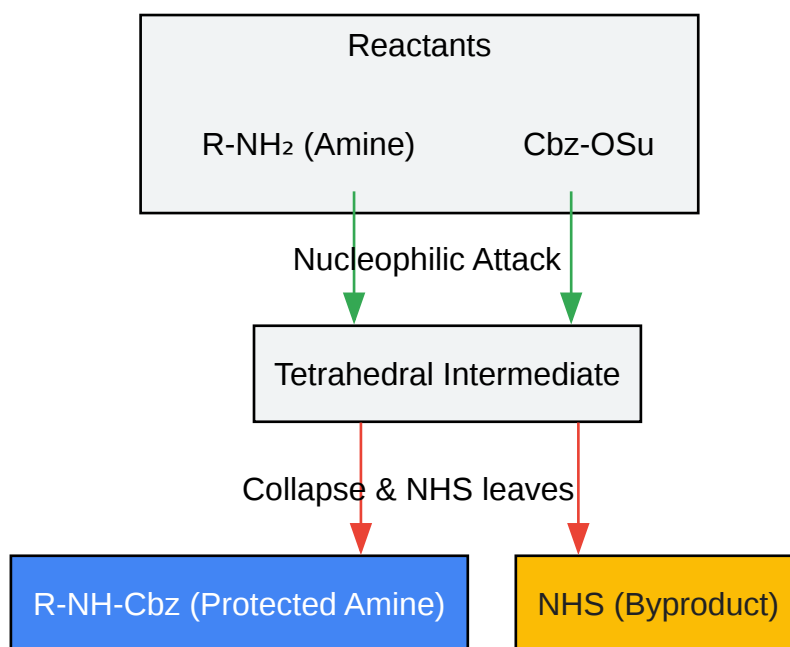 Reactants
R-NH₂ (Amine)
Cbz-OSu
Nucleophilic Attack
Tetrahedral Intermediate
Collapse & NHS leaves
R-NH-Cbz (Protected Amine)
NHS (Byproduct)